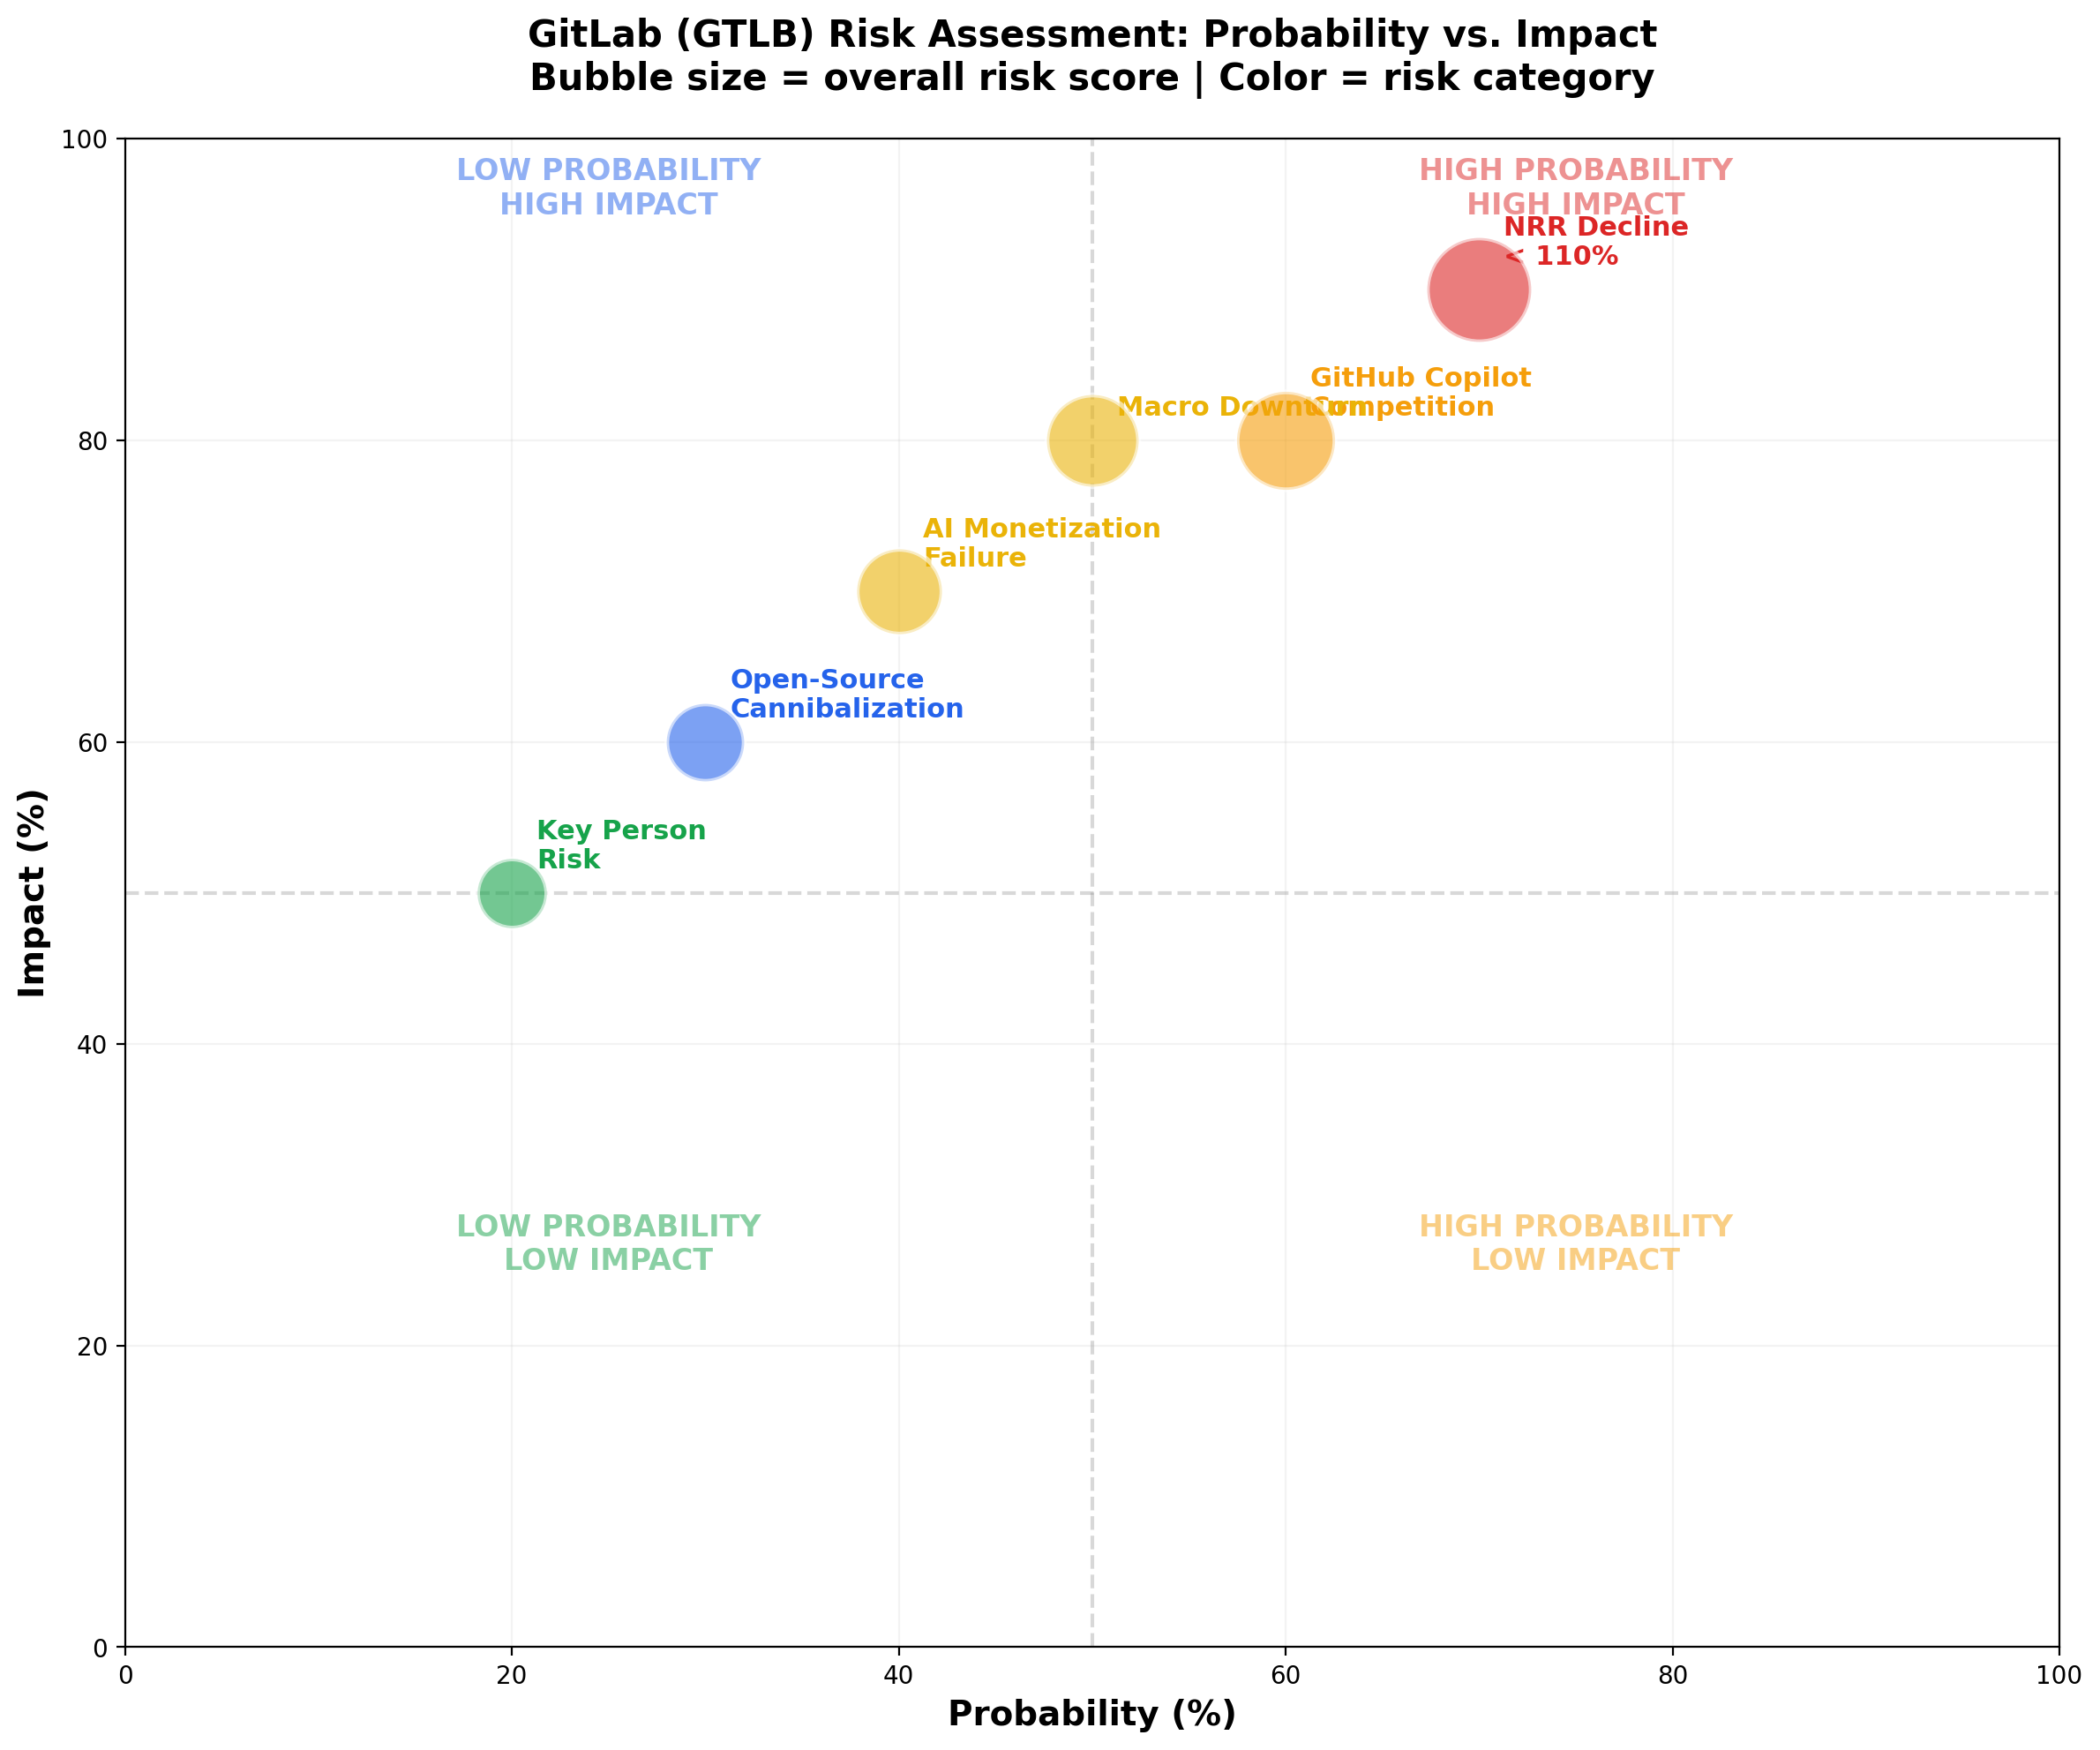 GitLab (GTLB) Risk Assessment: Probability vs. Impact
Bubble size = overall risk score | Color = risk category
100
LOW PROBABILITY
HIGH IMPACT
HIGH PROBABILITY
HIGH IMPACT
NRR Decline
< 110%
GitHub Copilot
Competition
Macro Downturn
80
AI Monetization
Failure
Open-Source
Cannibalization
60
Key Person
Risk
Impact (%)
40
LOW PROBABILITY
LOW IMPACT
HIGH PROBABILITY
LOW IMPACT
20
0
0
20
40
60
80
100
Probability (%)